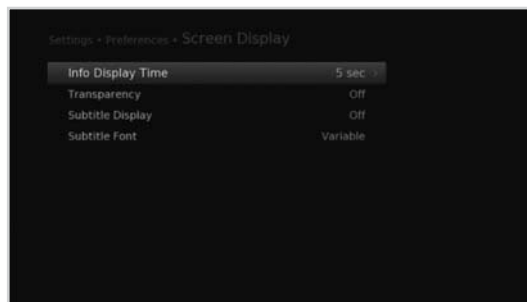 Settings • Preferences • Screen Display
Info Display Time 5 sec >
Transparency Off
Subtitle Display Off
Subtitle Font Variable